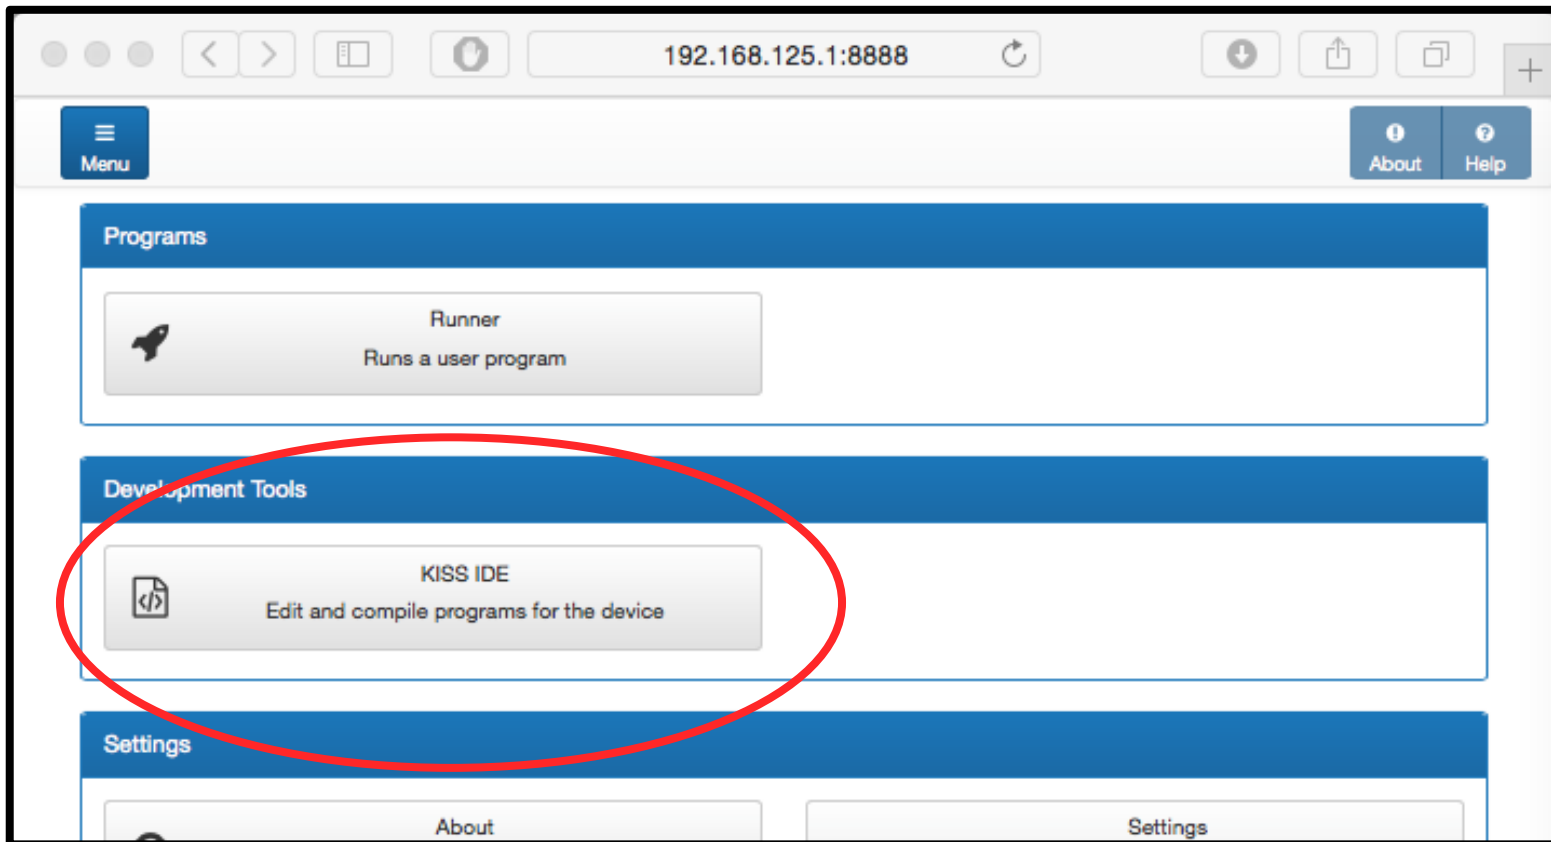 192.168.125.1:8888
Menu
About Help
Programs
Runner
Runs a user program
Development Tools
KISS IDE
Edit and compile programs for the device
Settings
About Settings